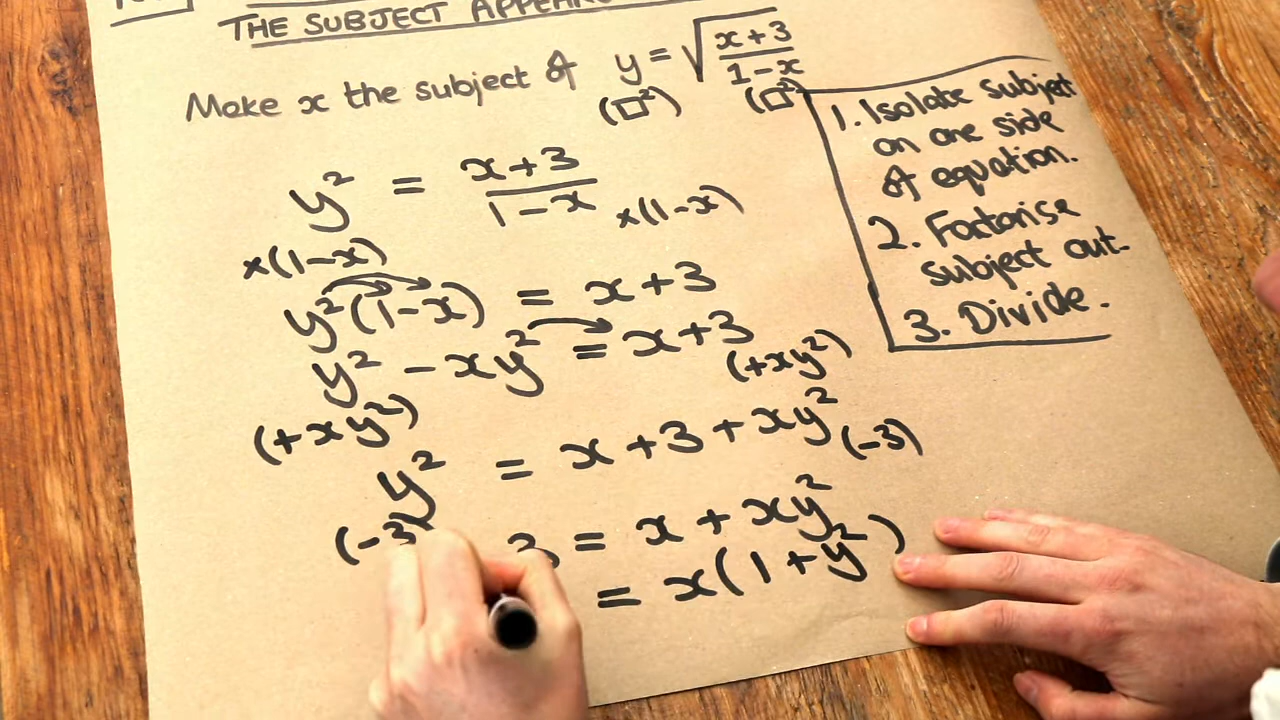 THE SUBJECT APPEARS
Make x the subject of y = √((x+3)/(1-x))
(□²) (□²)
y² = (x+3)/(1-x) ×(1-x)
×(1-x)
y²(1-x) = x+3
y² - xy² = x+3
(+xy²) (+xy²)
y² = x+3+xy² (-3)
(-3) 3 = x + xy²
= x(1+y²)
1. Isolate subject
on one side
of equation.
2. Factorise
subject out.
3. Divide.